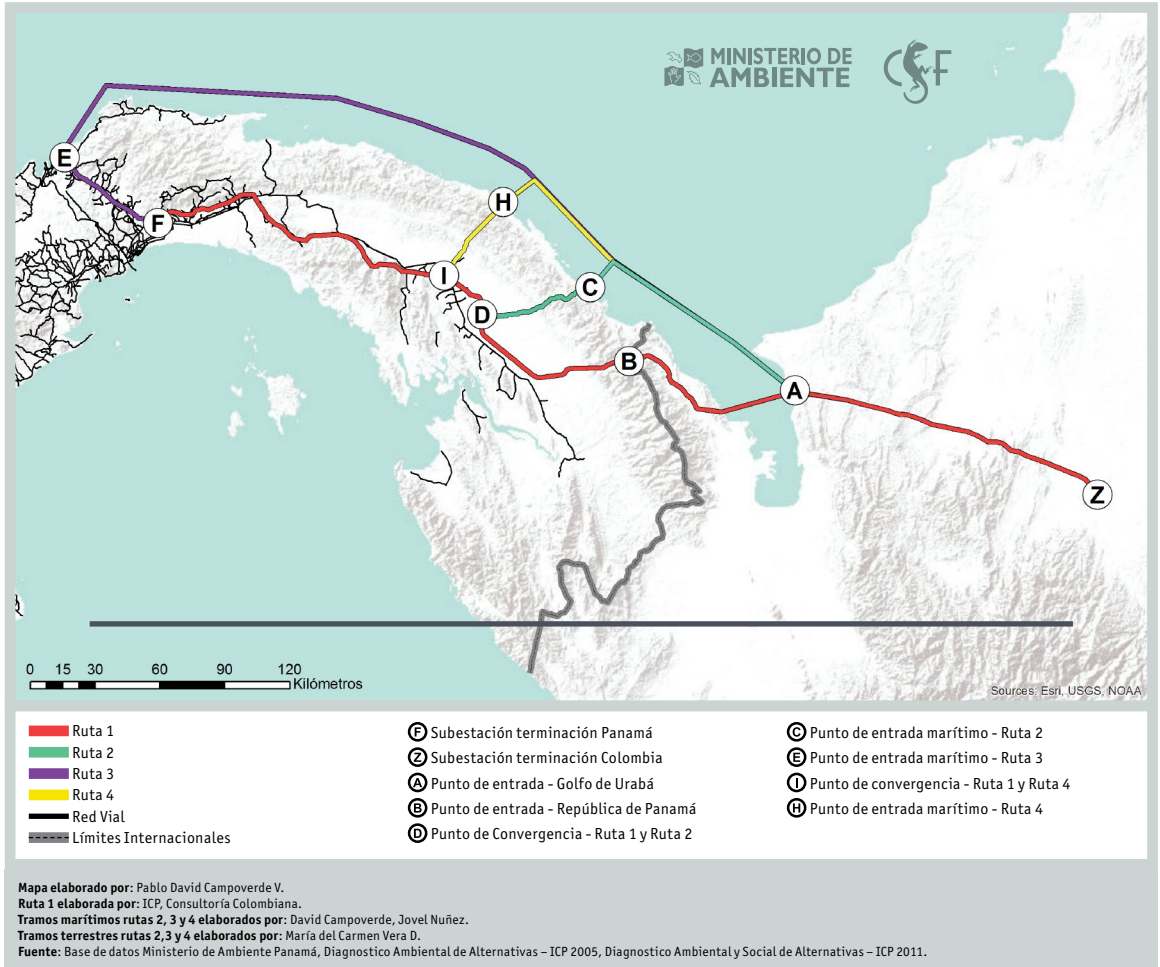 MINISTERIO DE
AMBIENTE
CSF
E
F
H
I
D
C
B
A
Z
0 15 30 60 90 120
Kilómetros
Sources: Esri, USGS, NOAA
Ruta 1
Ruta 2
Ruta 3
Ruta 4
Red Vial
Límites Internacionales
F Subestación terminación Panamá
Z Subestación terminación Colombia
A Punto de entrada - Golfo de Urabá
B Punto de entrada - República de Panamá
D Punto de Convergencia - Ruta 1 y Ruta 2
C Punto de entrada marítimo - Ruta 2
E Punto de entrada marítimo - Ruta 3
I Punto de convergencia - Ruta 1 y Ruta 4
H Punto de entrada marítimo - Ruta 4
Mapa elaborado por: Pablo David Campoverde V.
Ruta 1 elaborada por: ICP, Consultoría Colombiana.
Tramos marítimos rutas 2, 3 y 4 elaborados por: David Campoverde, Jovel Nuñez.
Tramos terrestres rutas 2,3 y 4 elaborados por: María del Carmen Vera D.
Fuente: Base de datos Ministerio de Ambiente Panamá, Diagnostico Ambiental de Alternativas – ICP 2005, Diagnostico Ambiental y Social de Alternativas – ICP 2011.